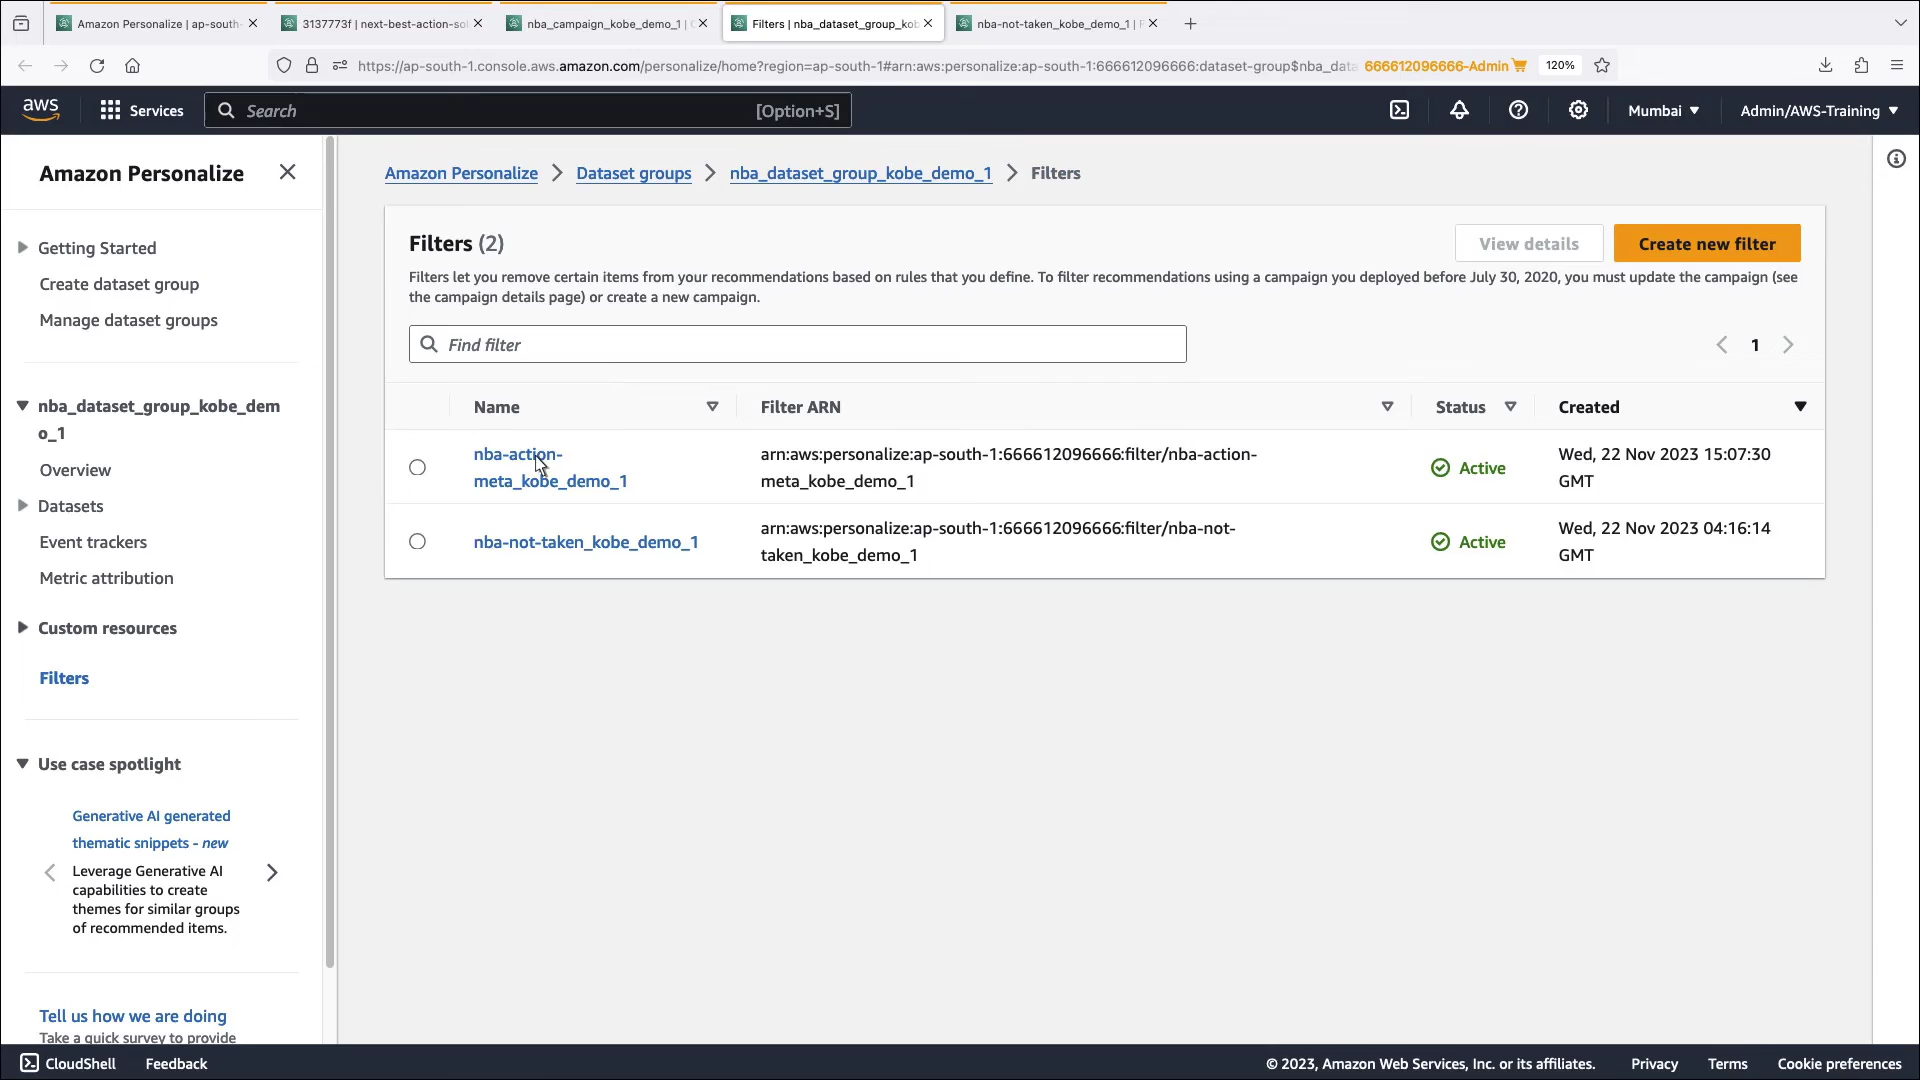 Amazon Personalize | ap-south-
3137773f | next-best-action-sol
nba_campaign_kobe_demo_1 | C
Filters | nba_dataset_group_kob
nba-not-taken_kobe_demo_1 | F
https://ap-south-1.console.aws.amazon.com/personalize/home?region=ap-south-1#arn:aws:personalize:ap-south-1:666612096666:dataset-group$nba_data
666612096666-Admin
120%
aws
Services
Search
[Option+S]
Mumbai
Admin/AWS-Training
Amazon Personalize
Getting Started
Create dataset group
Manage dataset groups
nba_dataset_group_kobe_dem
o_1
Overview
Datasets
Event trackers
Metric attribution
Custom resources
Filters
Use case spotlight
Generative AI generated
thematic snippets - new
Leverage Generative AI
capabilities to create
themes for similar groups
of recommended items.
Tell us how we are doing
Take a quick survey to provide
Amazon Personalize
Dataset groups
nba_dataset_group_kobe_demo_1
Filters
Filters (2)
View details
Create new filter
Filters let you remove certain items from your recommendations based on rules that you define. To filter recommendations using a campaign you deployed before July 30, 2020, you must update the campaign (see
the campaign details page) or create a new campaign.
Find filter
1
Name
Filter ARN
Status
Created
nba-action-
meta_kobe_demo_1
arn:aws:personalize:ap-south-1:666612096666:filter/nba-action-
meta_kobe_demo_1
Active
Wed, 22 Nov 2023 15:07:30
GMT
nba-not-taken_kobe_demo_1
arn:aws:personalize:ap-south-1:666612096666:filter/nba-not-
taken_kobe_demo_1
Active
Wed, 22 Nov 2023 04:16:14
GMT
CloudShell
Feedback
© 2023, Amazon Web Services, Inc. or its affiliates.
Privacy
Terms
Cookie preferences